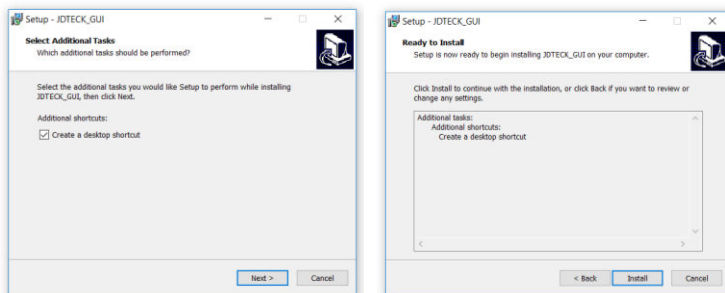 Setup - JDTECK_GUI
Select Additional Tasks
Which additional tasks should be performed?
Select the additional tasks you would like Setup to perform while installing
JDTECK_GUI, then click Next.
Additional shortcuts:
Create a desktop shortcut
Next >
Cancel
Setup - JDTECK_GUI
Ready to Install
Setup is now ready to begin installing JDTECK_GUI on your computer.
Click Install to continue with the installation, or click Back if you want to review or
change any settings.
Additional tasks:
Additional shortcuts:
Create a desktop shortcut
< Back
Install
Cancel